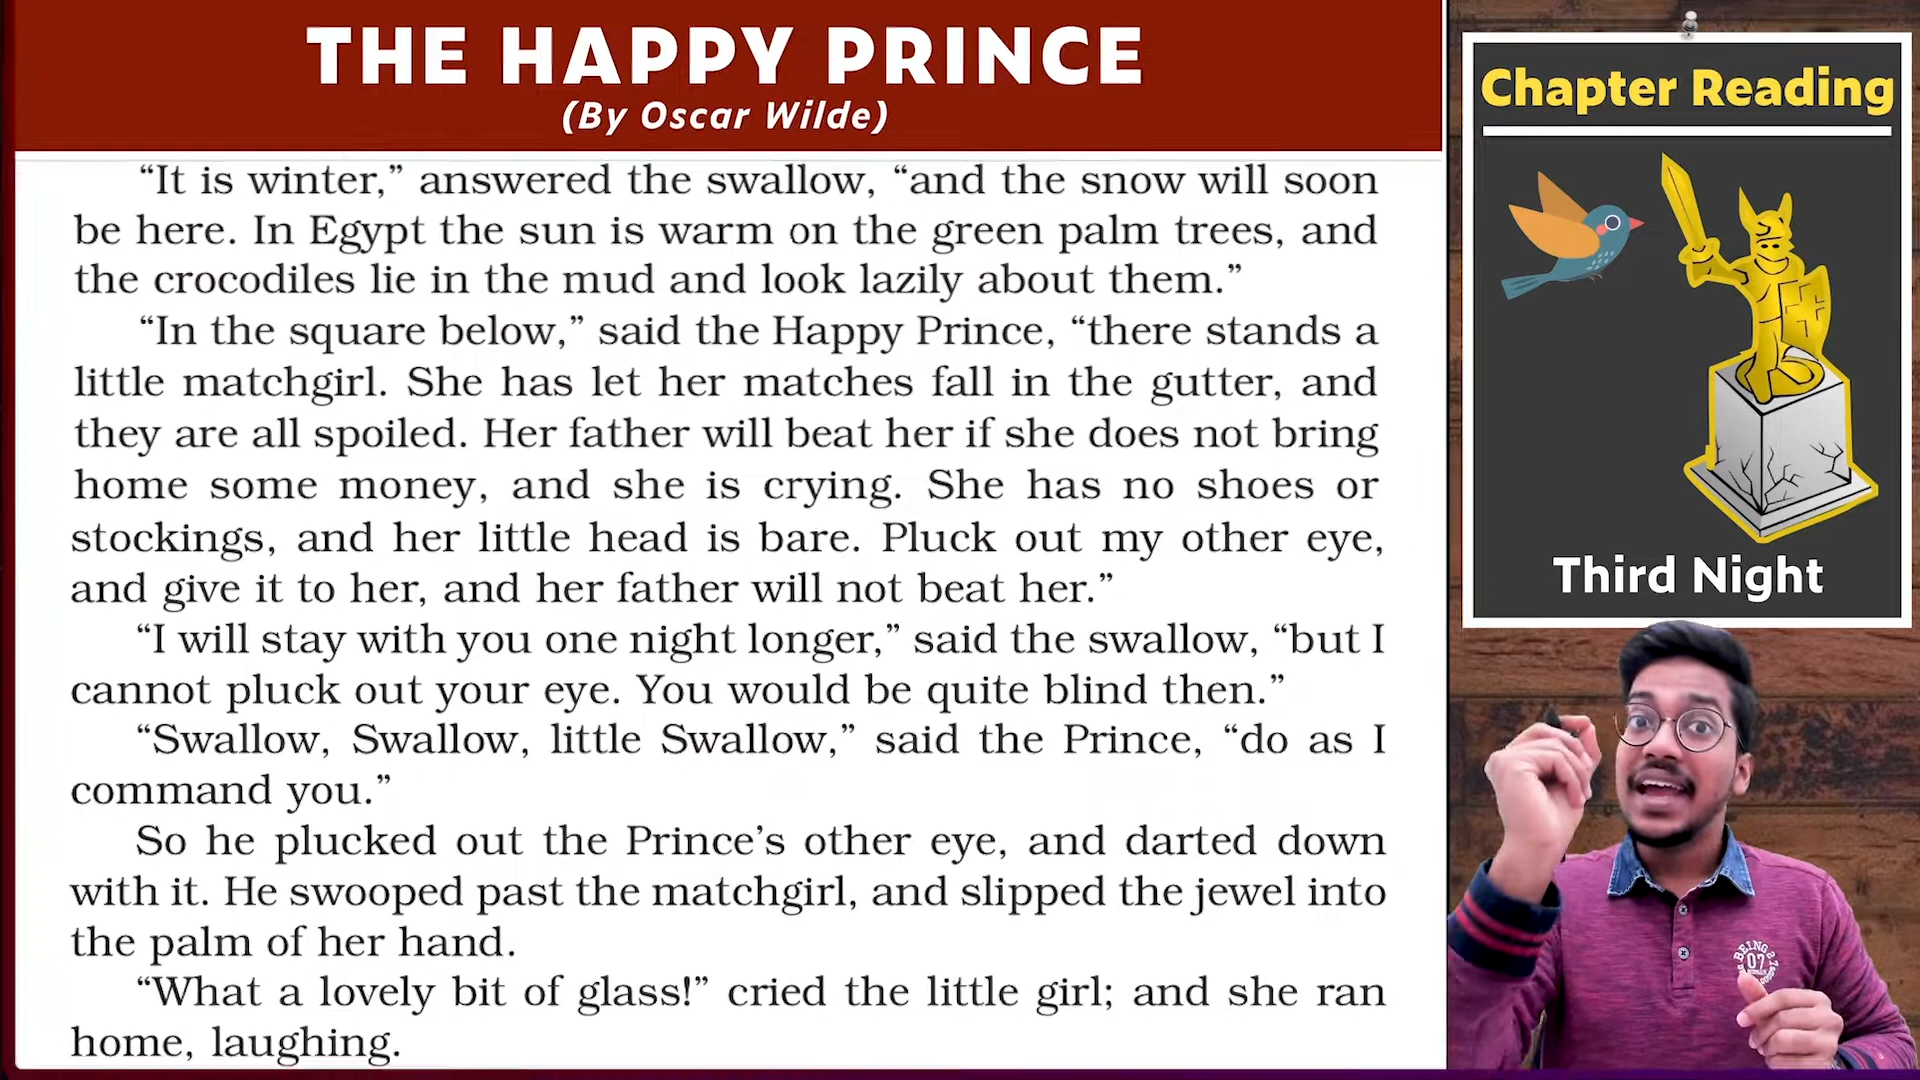 THE HAPPY PRINCE
(By Oscar Wilde)
“It is winter,” answered the swallow, “and the snow will soon
be here. In Egypt the sun is warm on the green palm trees, and
the crocodiles lie in the mud and look lazily about them.”
“In the square below,” said the Happy Prince, “there stands a
little matchgirl. She has let her matches fall in the gutter, and
they are all spoiled. Her father will beat her if she does not bring
home some money, and she is crying. She has no shoes or
stockings, and her little head is bare. Pluck out my other eye,
and give it to her, and her father will not beat her.”
“I will stay with you one night longer,” said the swallow, “but I
cannot pluck out your eye. You would be quite blind then.”
“Swallow, Swallow, little Swallow,” said the Prince, “do as I
command you.”
So he plucked out the Prince’s other eye, and darted down
with it. He swooped past the matchgirl, and slipped the jewel into
the palm of her hand.
“What a lovely bit of glass!” cried the little girl; and she ran
home, laughing.
Chapter Reading
Third Night
BEING
07